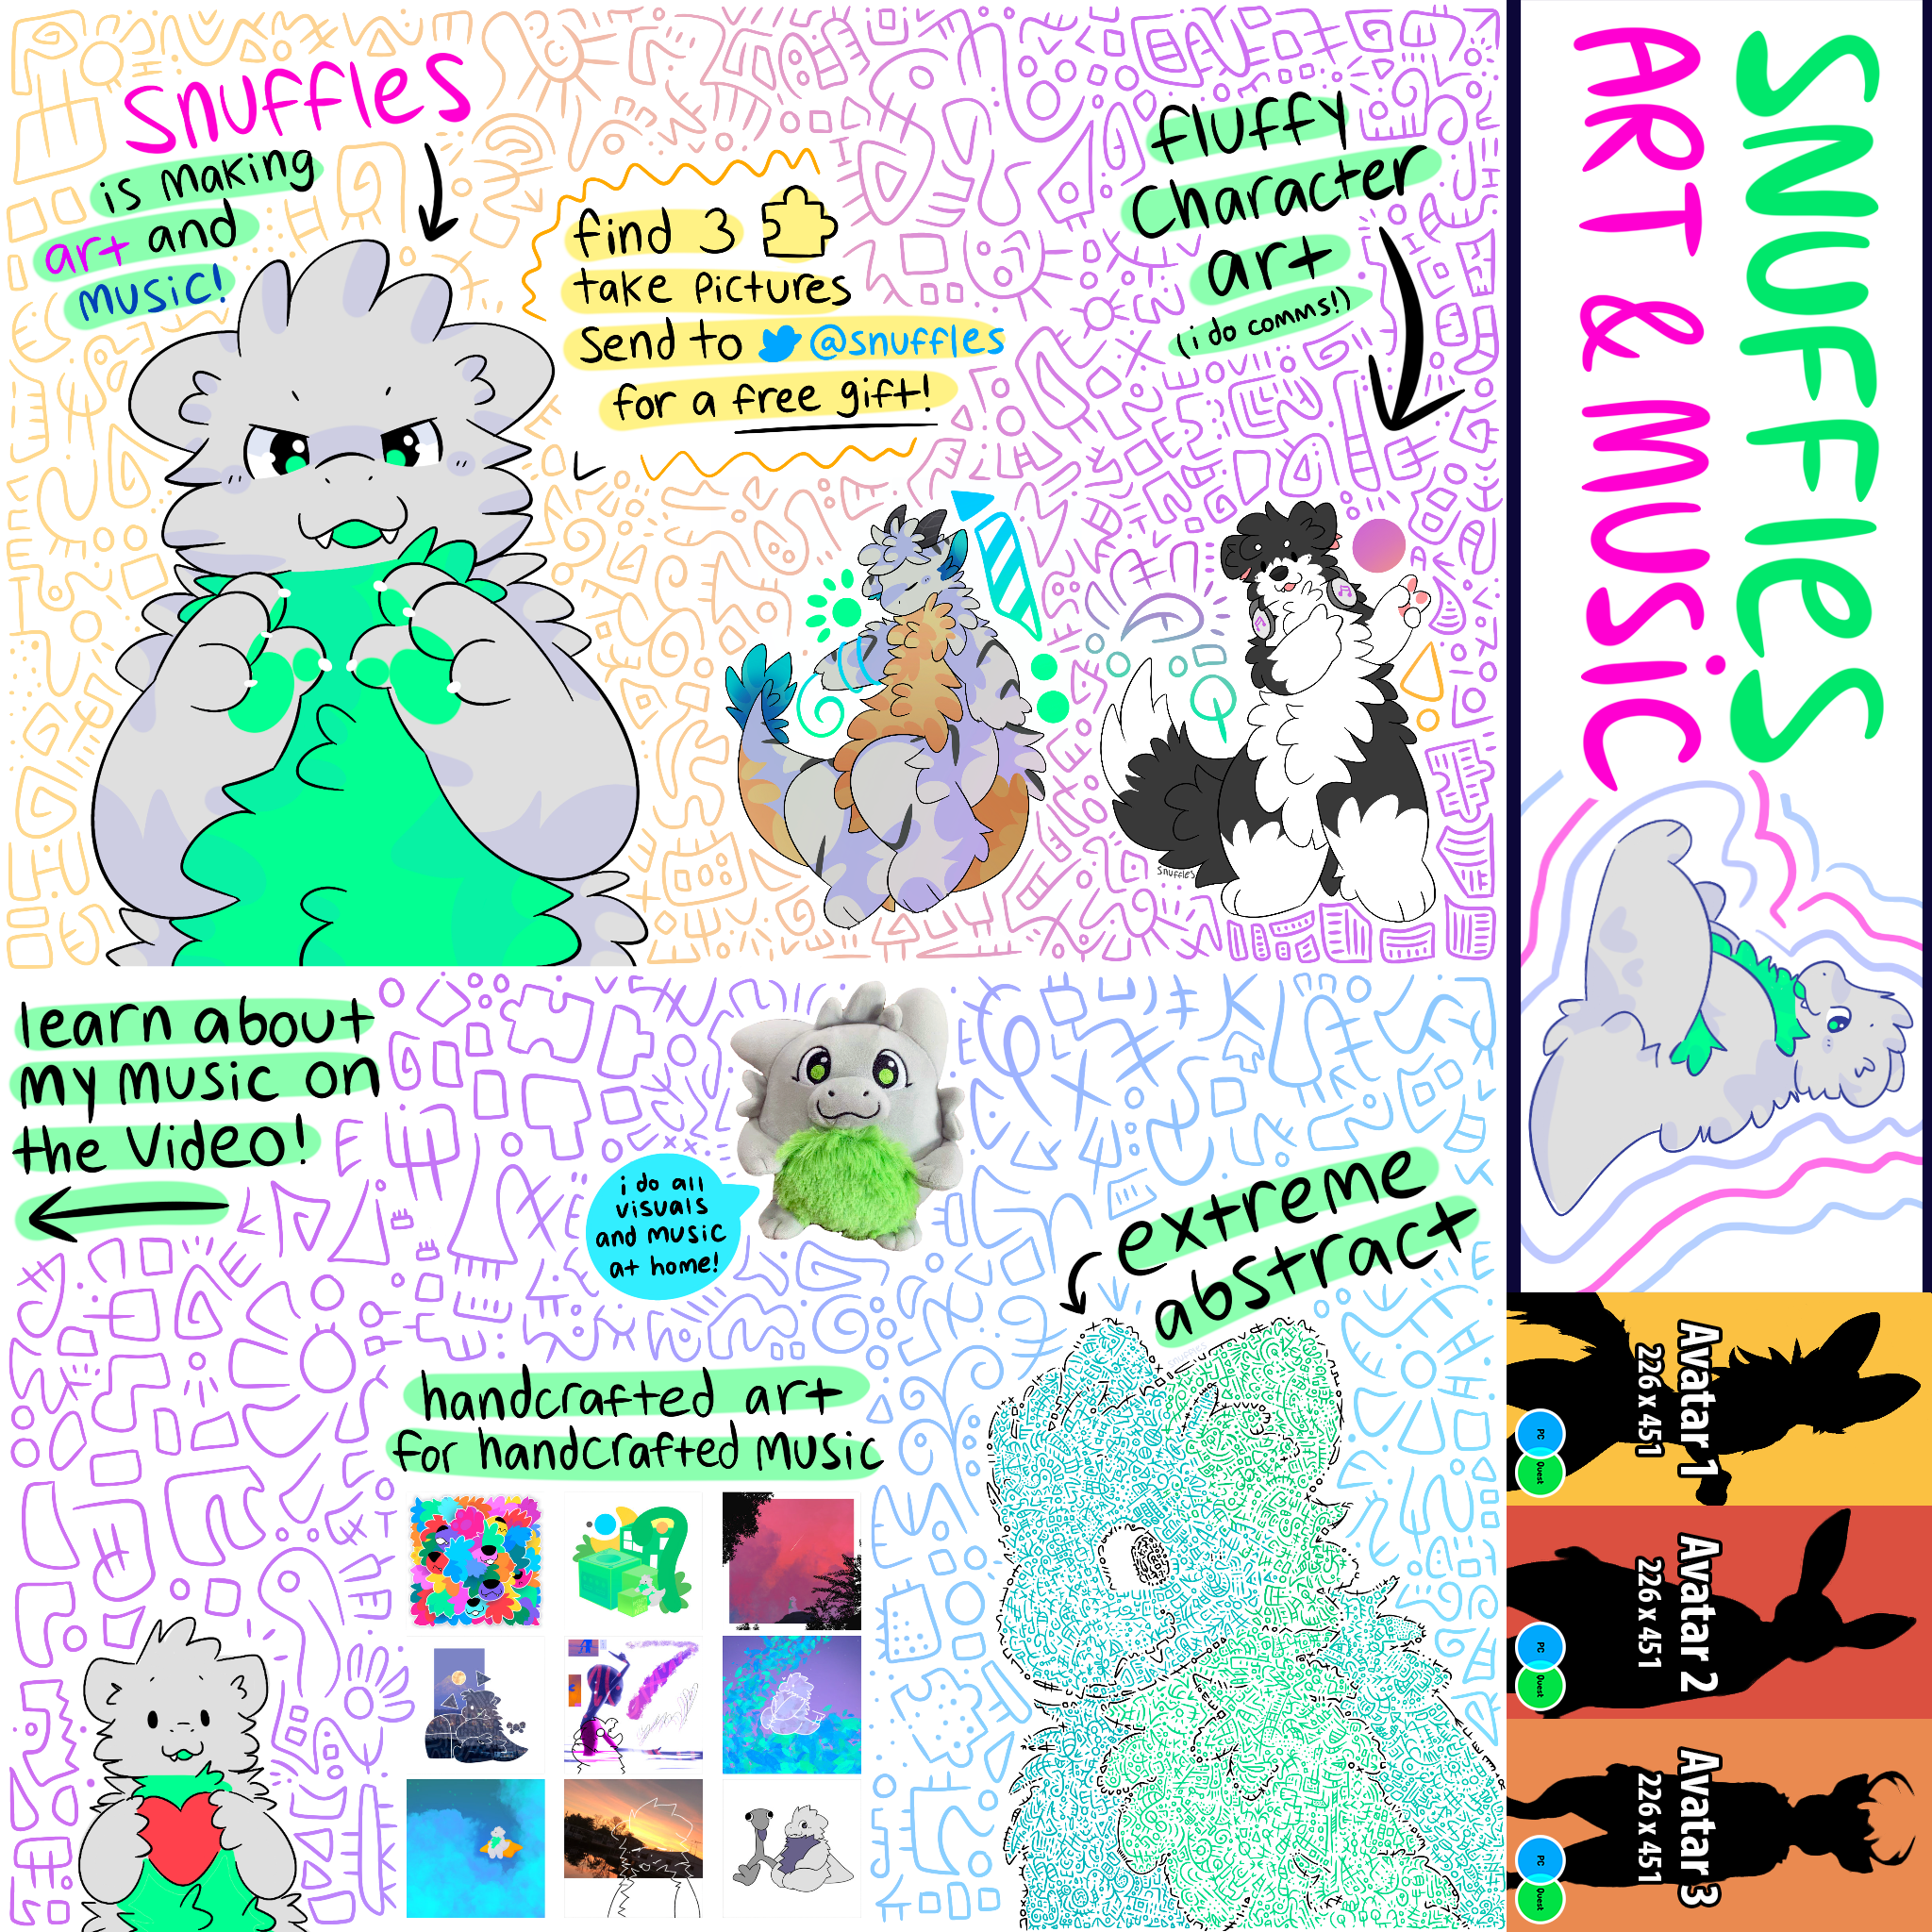 snuffles
is making
art and
music!
find 3
take pictures
send to @snuffles
for a free gift!
fluffy
character
art
(i do comms!)
snuffles
learn about
my music on
the video!
i do all
visuals
and music
at home!
extreme
abstract
handcrafted art
for handcrafted music
SNUFFleS
ART & MUSiC
Avatar 1
226 x 451
PC
Quest
Avatar 2
226 x 451
PC
Quest
Avatar 3
226 x 451
PC
Quest